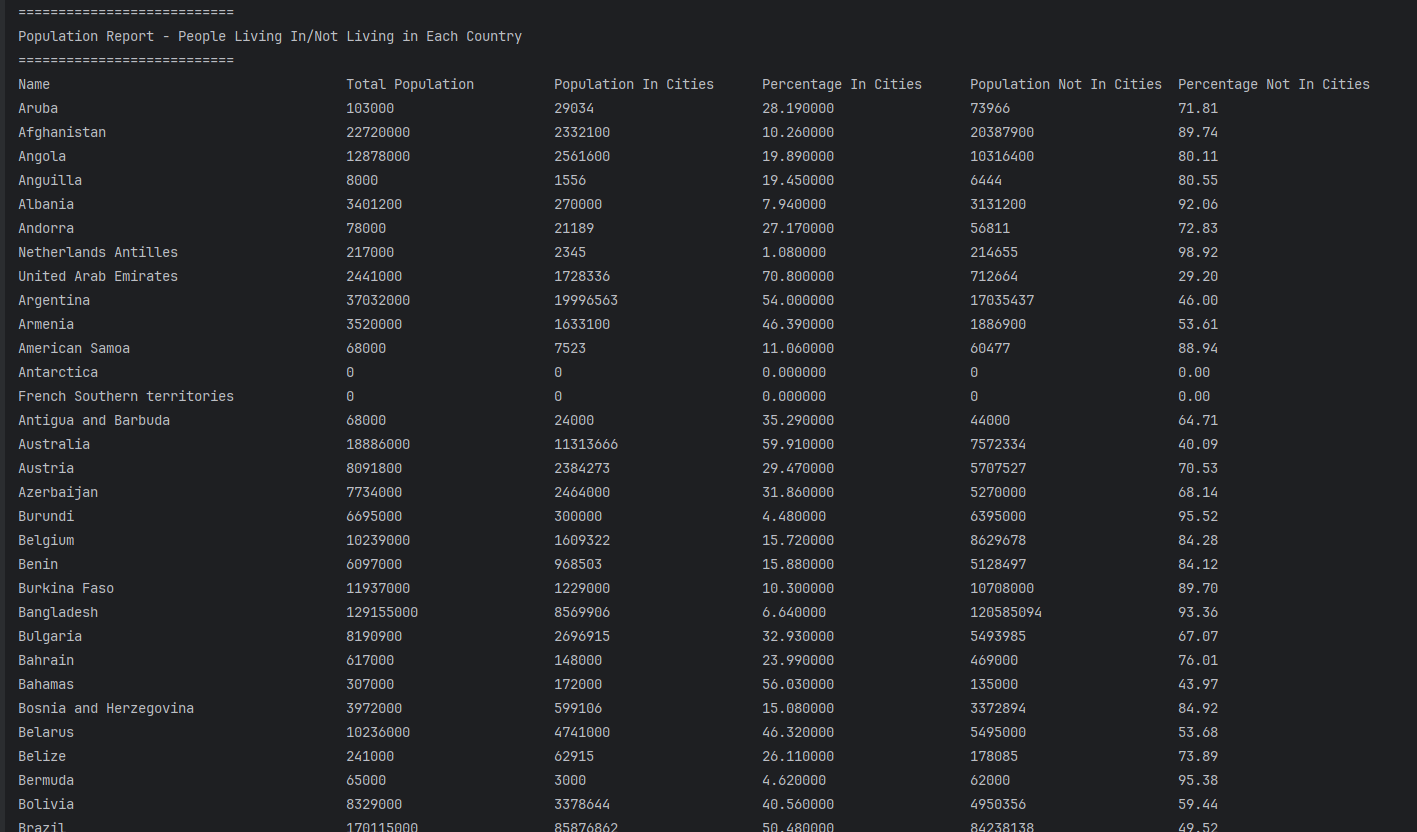 ===========================
Population Report - People Living In/Not Living in Each Country
===========================
Name Total Population Population In Cities Percentage In Cities Population Not In Cities Percentage Not In Cities
Aruba 103000 29034 28.190000 73966 71.81
Afghanistan 22720000 2332100 10.260000 20387900 89.74
Angola 12878000 2561600 19.890000 10316400 80.11
Anguilla 8000 1556 19.450000 6444 80.55
Albania 3401200 270000 7.940000 3131200 92.06
Andorra 78000 21189 27.170000 56811 72.83
Netherlands Antilles 217000 2345 1.080000 214655 98.92
United Arab Emirates 2441000 1728336 70.800000 712664 29.20
Argentina 37032000 19996563 54.000000 17035437 46.00
Armenia 3520000 1633100 46.390000 1886900 53.61
American Samoa 68000 7523 11.060000 60477 88.94
Antarctica 0 0 0.000000 0 0.00
French Southern territories 0 0 0.000000 0 0.00
Antigua and Barbuda 68000 24000 35.290000 44000 64.71
Australia 18886000 11313666 59.910000 7572334 40.09
Austria 8091800 2384273 29.470000 5707527 70.53
Azerbaijan 7734000 2464000 31.860000 5270000 68.14
Burundi 6695000 300000 4.480000 6395000 95.52
Belgium 10239000 1609322 15.720000 8629678 84.28
Benin 6097000 968503 15.880000 5128497 84.12
Burkina Faso 11937000 1229000 10.300000 10708000 89.70
Bangladesh 129155000 8569906 6.640000 120585094 93.36
Bulgaria 8190900 2696915 32.930000 5493985 67.07
Bahrain 617000 148000 23.990000 469000 76.01
Bahamas 307000 172000 56.030000 135000 43.97
Bosnia and Herzegovina 3972000 599106 15.080000 3372894 84.92
Belarus 10236000 4741000 46.320000 5495000 53.68
Belize 241000 62915 26.110000 178085 73.89
Bermuda 65000 3000 4.620000 62000 95.38
Bolivia 8329000 3378644 40.560000 4950356 59.44
Brazil 170115000 85876862 50.480000 84238138 49.52